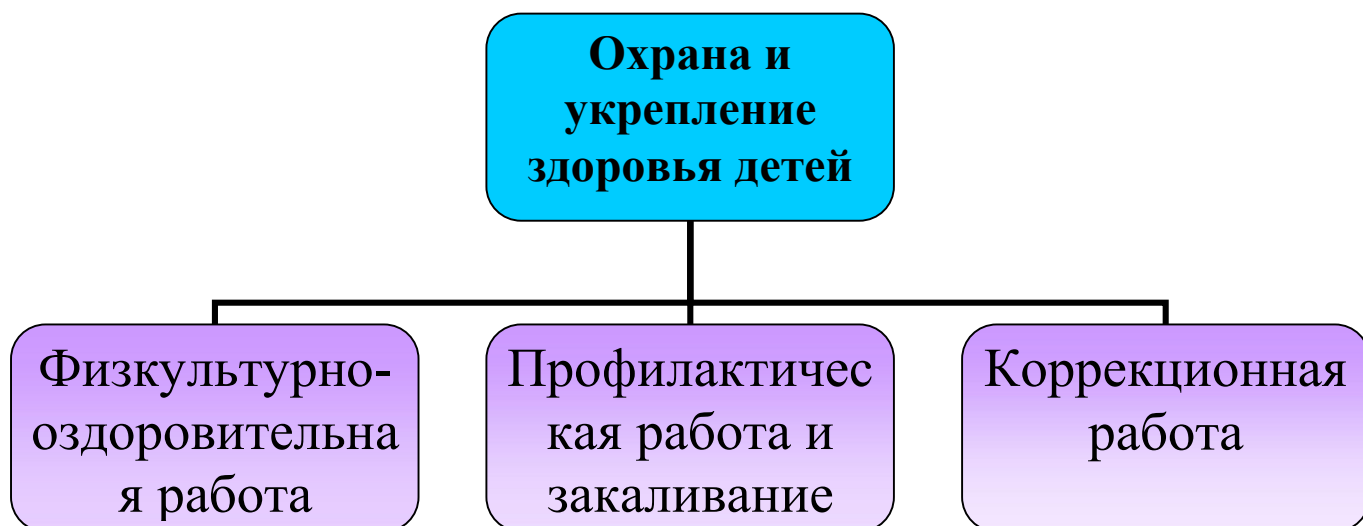 Охрана и
укрепление
здоровья детей
Физкультурно-
оздоровительна
я работа
Профилактичес
кая работа и
закаливание
Коррекционная
работа